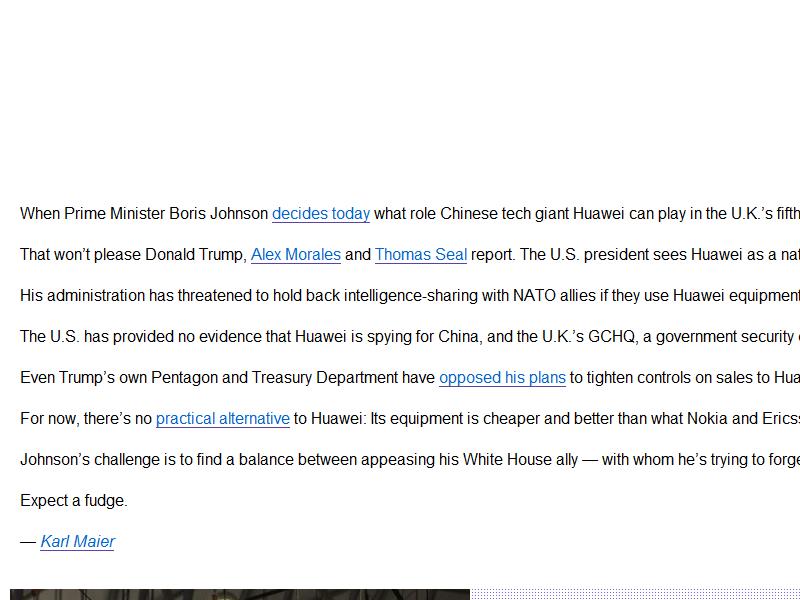 When Prime Minister Boris Johnson decides today what role Chinese tech giant Huawei can play in the U.K.’s fifth
That won’t please Donald Trump, Alex Morales and Thomas Seal report. The U.S. president sees Huawei as a nat
His administration has threatened to hold back intelligence-sharing with NATO allies if they use Huawei equipment
The U.S. has provided no evidence that Huawei is spying for China, and the U.K.’s GCHQ, a government security
Even Trump’s own Pentagon and Treasury Department have opposed his plans to tighten controls on sales to Hua
For now, there’s no practical alternative to Huawei: Its equipment is cheaper and better than what Nokia and Erics
Johnson’s challenge is to find a balance between appeasing his White House ally — with whom he’s trying to forge
Expect a fudge.
— Karl Maier